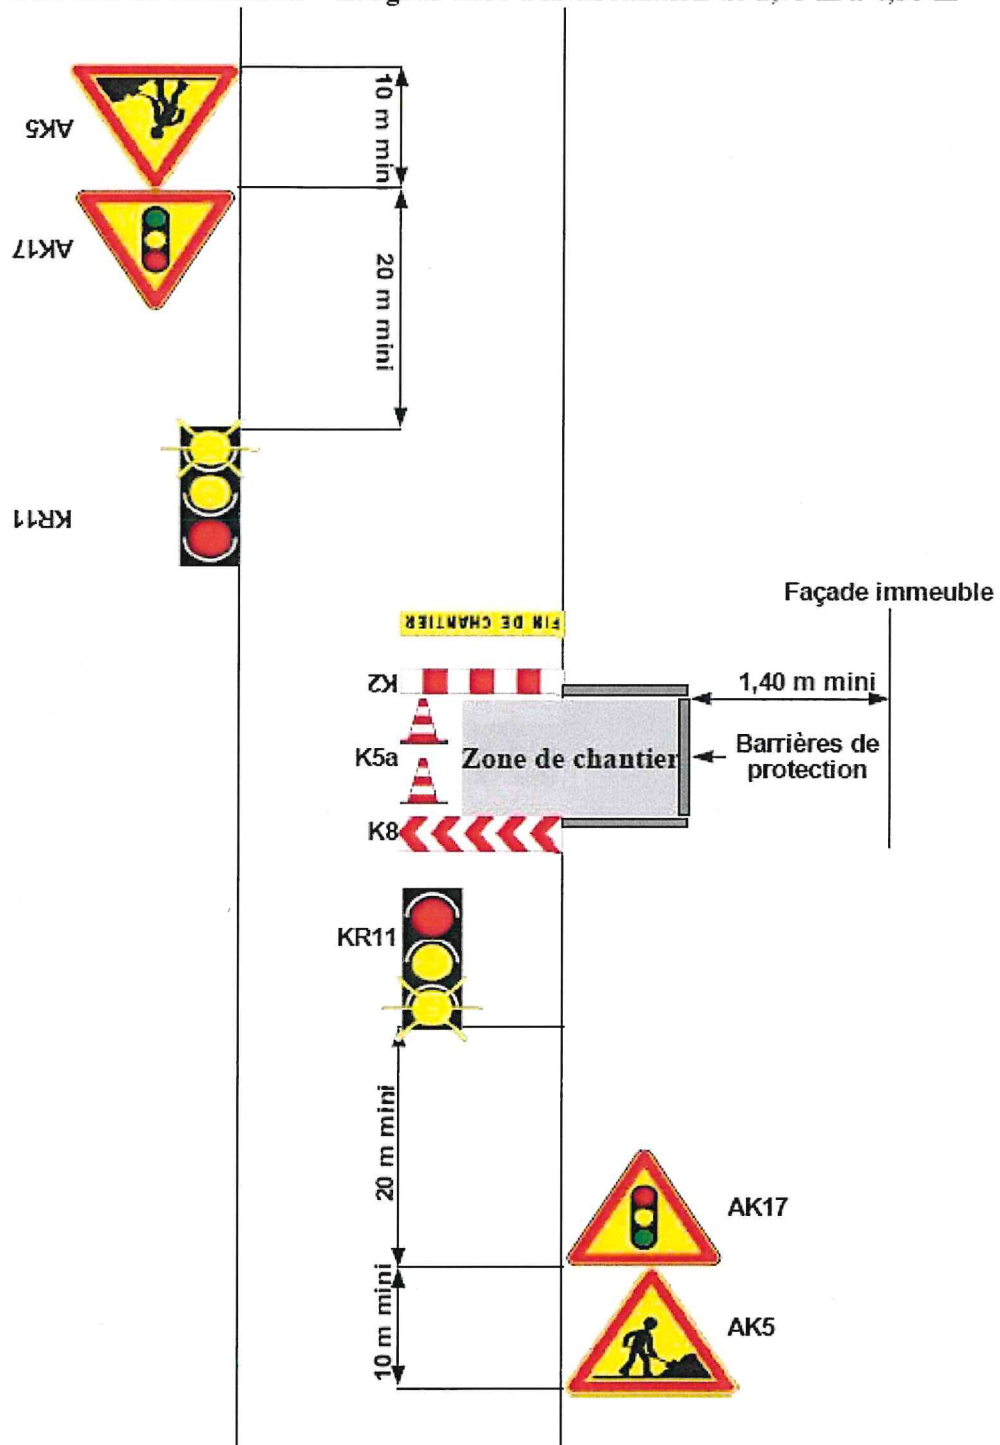 10 m mini
AK5
AK17
20 m mini
KR11
Façade immeuble
FIN DE CHANTIER
K2
1,40 m mini
K5a
Zone de chantier
Barrières de
protection
K8
KR11
20 m mini
AK17
10 m mini
AK5